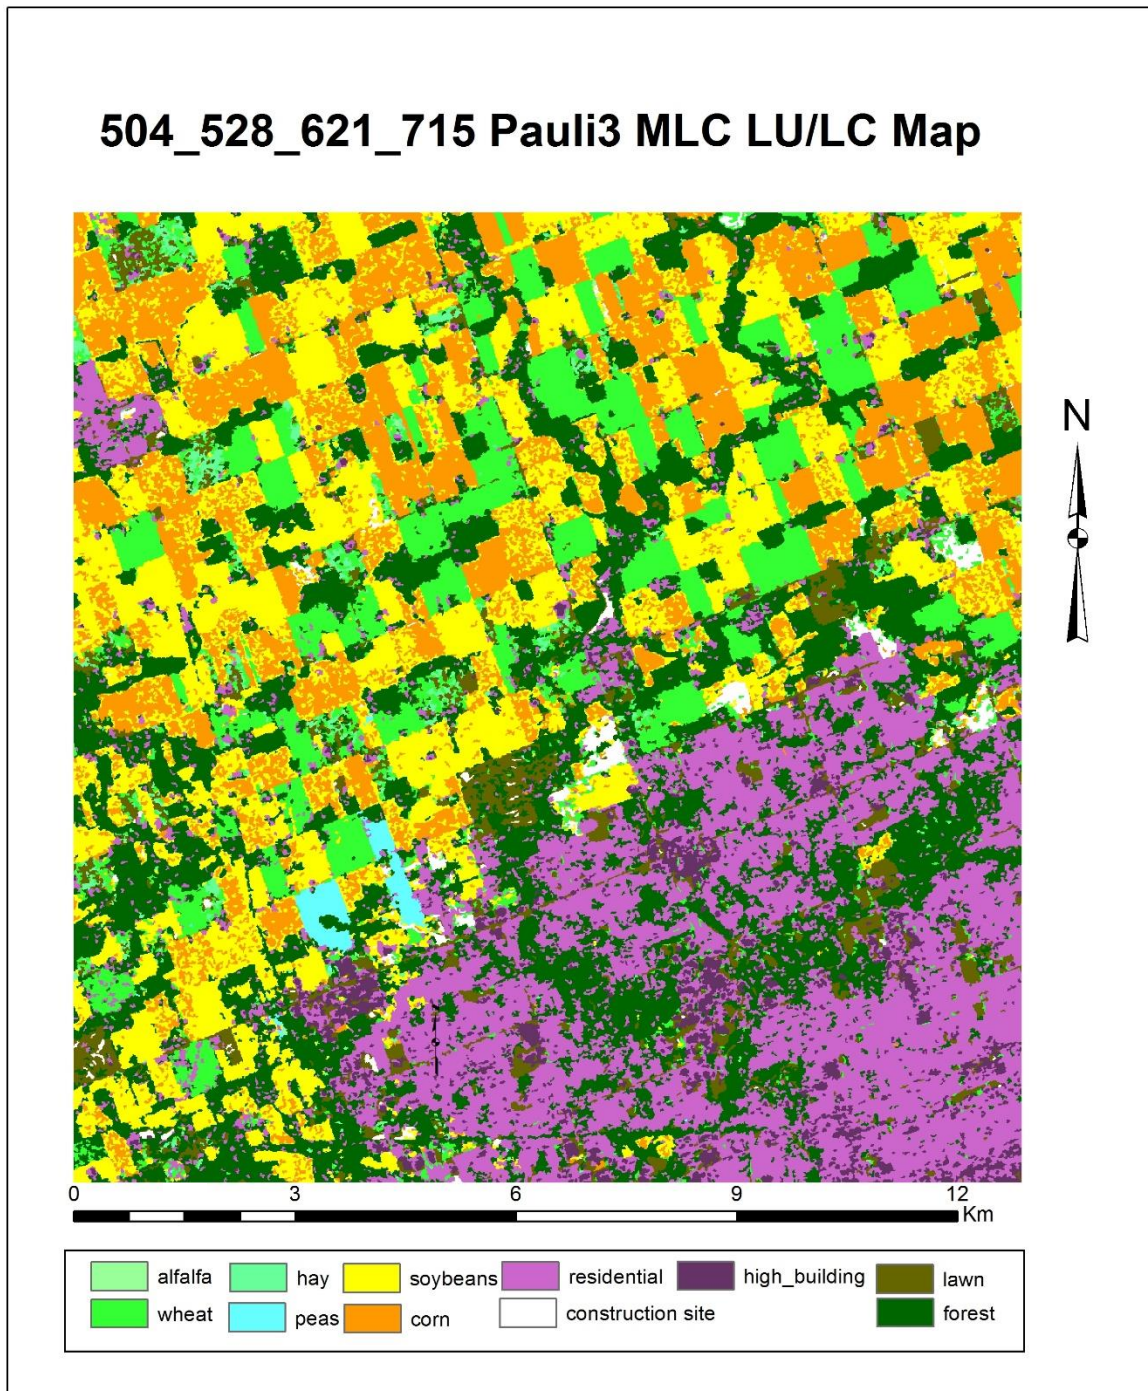 504_528_621_715 Pauli3 MLC LU/LC Map
N
0 3 6 9 12
Km
alfalfa hay soybeans residential high_building lawn
wheat peas corn construction site forest